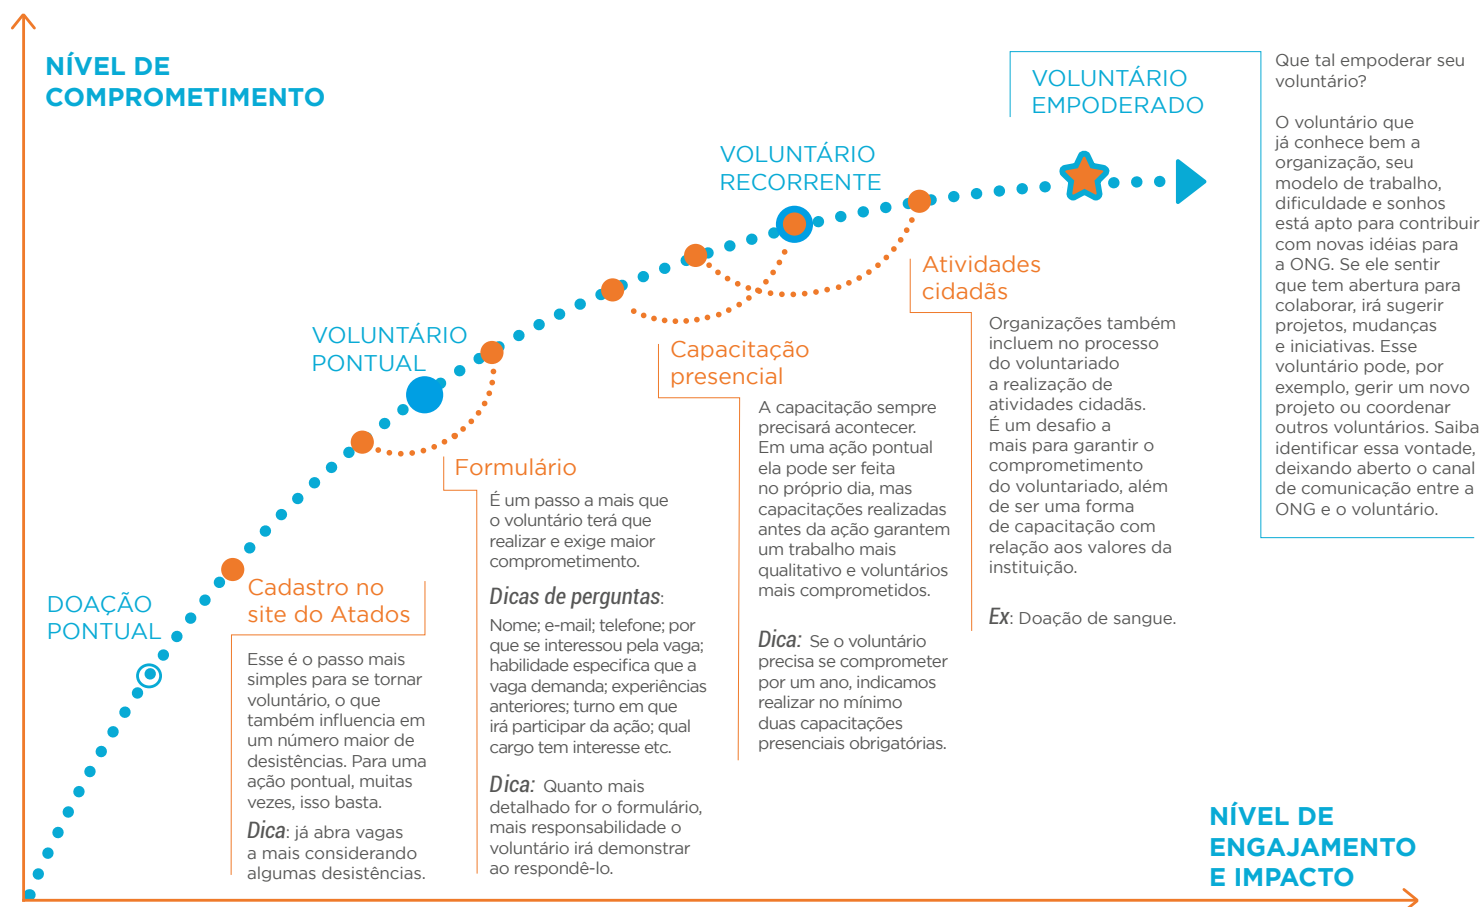 NÍVEL DE
COMPROMETIMENTO
DOAÇÃO
PONTUAL
Cadastro no
site do Atados
Esse é o passo mais
simples para se tornar
voluntário, o que
também influencia em
um número maior de
desistências. Para uma
ação pontual, muitas
vezes, isso basta.
Dica: já abra vagas
a mais considerando
algumas desistências.
VOLUNTÁRIO
PONTUAL
Formulário
É um passo a mais que
o voluntário terá que
realizar e exige maior
comprometimento.
Dicas de perguntas:
Nome; e-mail; telefone; por
que se interessou pela vaga;
habilidade especifica que a
vaga demanda; experiências
anteriores; turno em que
irá participar da ação; qual
cargo tem interesse etc.
Dica: Quanto mais
detalhado for o formulário,
mais responsabilidade o
voluntário irá demonstrar
ao respondê-lo.
Capacitação
presencial
A capacitação sempre
precisará acontecer.
Em uma ação pontual
ela pode ser feita
no próprio dia, mas
capacitações realizadas
antes da ação garantem
um trabalho mais
qualitativo e voluntários
mais comprometidos.
Dica: Se o voluntário
precisa se comprometer
por um ano, indicamos
realizar no mínimo
duas capacitações
presenciais obrigatórias.
VOLUNTÁRIO
RECORRENTE
Atividades
cidadãs
Organizações também
incluem no processo
do voluntariado
a realização de
atividades cidadãs.
É um desafio a
mais para garantir o
comprometimento
do voluntariado, além
de ser uma forma
de capacitação com
relação aos valores da
instituição.
Ex: Doação de sangue.
VOLUNTÁRIO
EMPODERADO
Que tal empoderar seu
voluntário?
O voluntário que
já conhece bem a
organização, seu
modelo de trabalho,
dificuldade e sonhos
está apto para contribuir
com novas idéias para
a ONG. Se ele sentir
que tem abertura para
colaborar, irá sugerir
projetos, mudanças
e iniciativas. Esse
voluntário pode, por
exemplo, gerir um novo
projeto ou coordenar
outros voluntários. Saiba
identificar essa vontade,
deixando aberto o canal
de comunicação entre a
ONG e o voluntário.
NÍVEL DE
ENGAJAMENTO
E IMPACTO